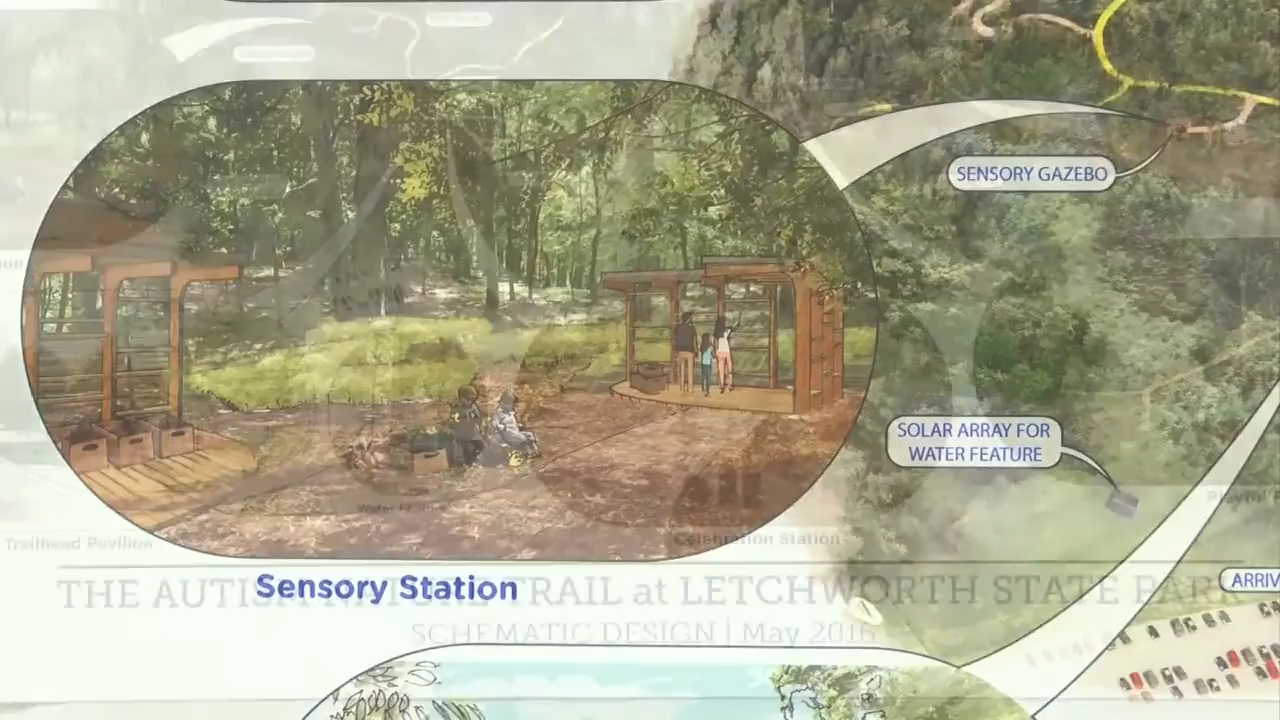 SENSORY GAZEBO
SOLAR ARRAY FOR
WATER FEATURE
Trailhead Pavilion
Celebration Station
Sensory Station
THE AUTISM NATURE TRAIL at LETCHWORTH STATE PARK
SCHEMATIC DESIGN | May 2016